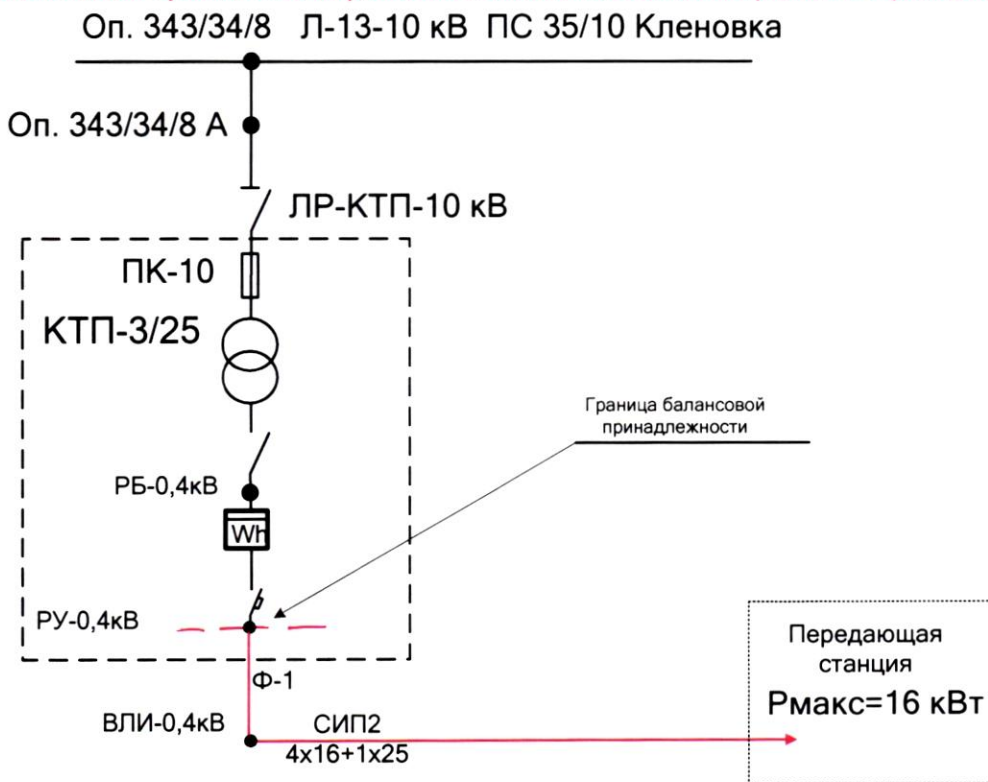 Оп. 343/34/8 Л-13-10 кВ ПС 35/10 Кленовка
Оп. 343/34/8 А
ЛР-КТП-10 кВ
ПК-10
КТП-3/25
Граница балансовой
принадлежности
РБ-0,4кВ
Wh
РУ-0,4кВ
Ф-1
Передающая
станция
Рмакс=16 кВт
ВЛИ-0,4кВ
СИП2
4х16+1х25